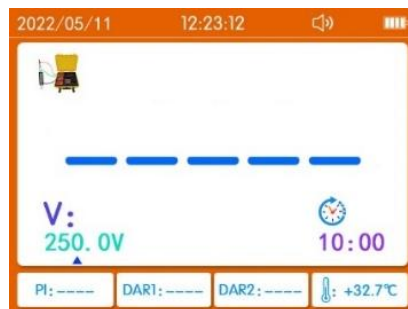 2022/05/11 12:23:12
— — — — —
V:
250.0V 10:00
PI:---- DAR1:---- DAR2:---- : +32.7℃